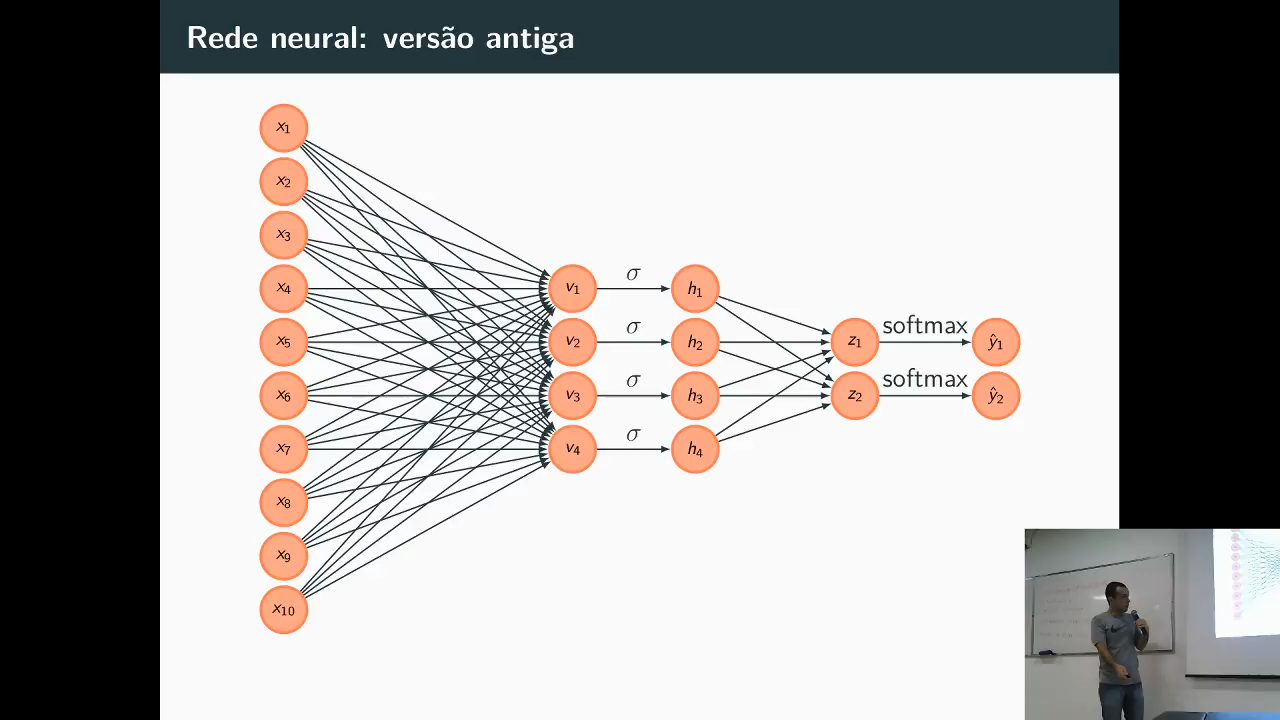 Rede neural: versão antiga
x₁
x₂
x₃
x₄
x₅
x₆
x₇
x₈
x₉
x₁₀
v₁ σ h₁
v₂ σ h₂
v₃ σ h₃
v₄ σ h₄
z₁ softmax ŷ₁
z₂ softmax ŷ₂